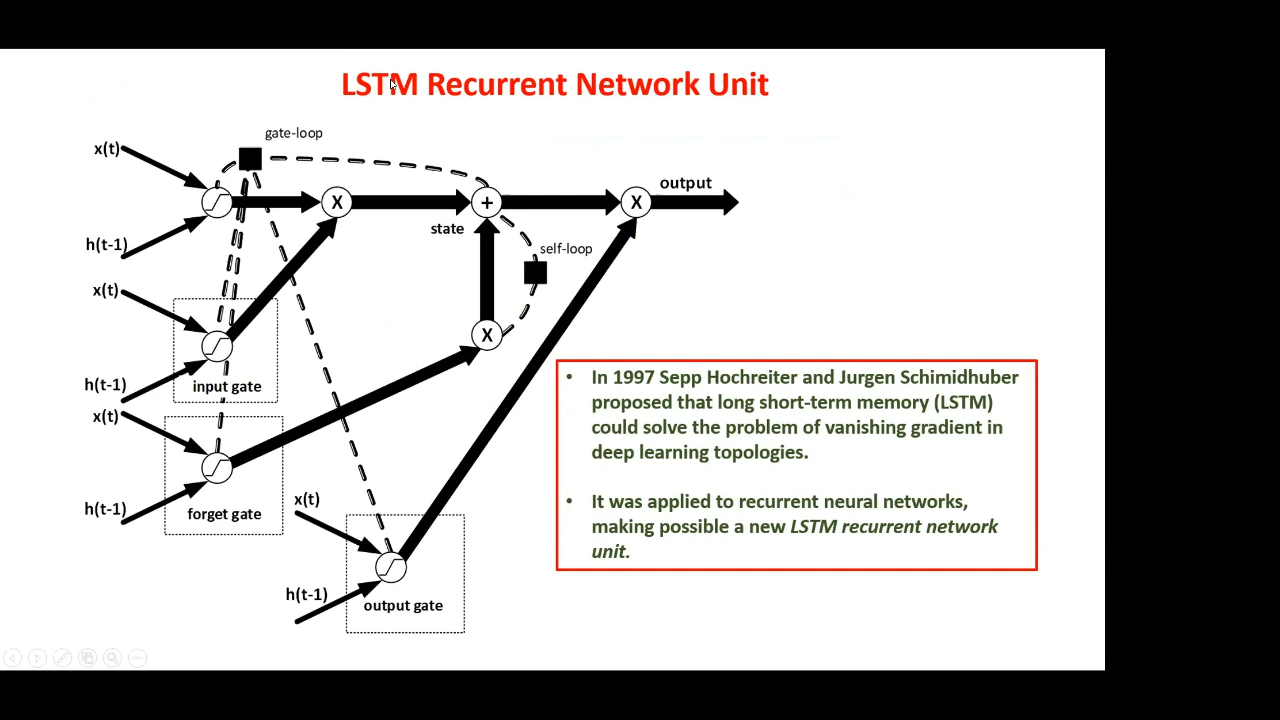 LSTM Recurrent Network Unit
gate-loop
x(t)
h(t-1)
X
+
X
output
state
self-loop
x(t)
h(t-1)
input gate
X
x(t)
h(t-1)
forget gate
x(t)
h(t-1)
output gate
• In 1997 Sepp Hochreiter and Jurgen Schimidhuber
proposed that long short-term memory (LSTM)
could solve the problem of vanishing gradient in
deep learning topologies.
• It was applied to recurrent neural networks,
making possible a new LSTM recurrent network
unit.